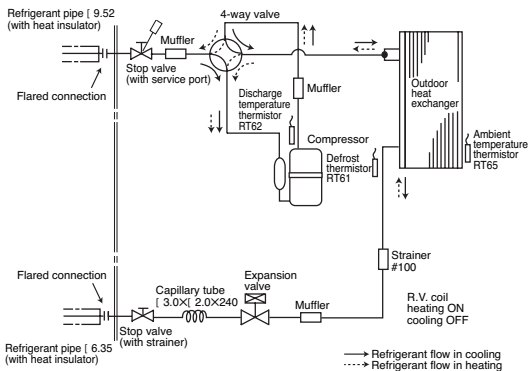 Refrigerant pipe [ 9.52
(with heat insulator)
4-way valve
Muffler
Stop valve
(with service port)
Flared connection
Muffler
Outdoor
heat
exchanger
Discharge
temperature
thermistor
RT62
Compressor
Defrost
thermistor
RT61
Ambient
temperature
thermistor
RT65
Strainer
#100
Flared connection
Capillary tube
[ 3.0X[ 2.0X240
Expansion
valve
Muffler
R.V. coil
heating ON
cooling OFF
Stop valve
(with strainer)
Refrigerant pipe [ 6.35
(with heat insulator)
Refrigerant flow in cooling
Refrigerant flow in heating